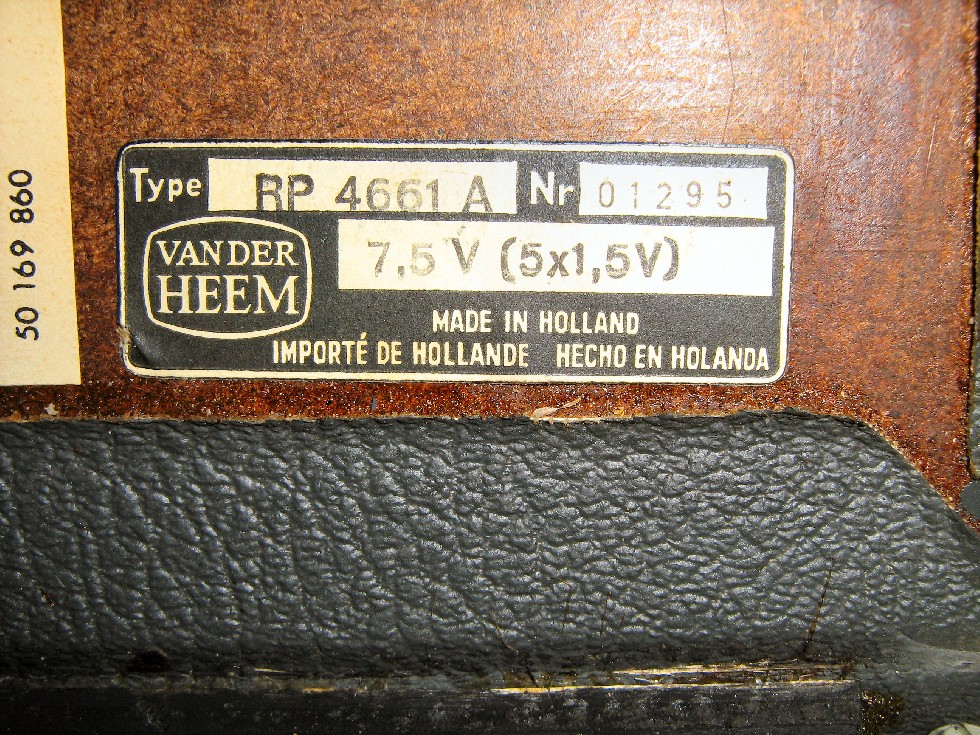 Type RP 4661 A Nr 01295
VAN DER
HEEM
7,5 V (5x1,5V)
MADE IN HOLLAND
IMPORTÉ DE HOLLANDE HECHO EN HOLANDA
50 169 860